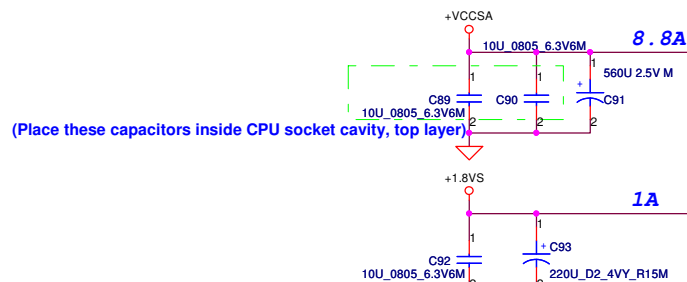 +VCCSA
8.8A
10U_0805_6.3V6M
1 1 1
560U 2.5V M
+
C89 C90 C91
10U_0805_6.3V6M
2 2 2
(Place these capacitors inside CPU socket cavity, top layer)
+1.8VS
1A
1 1
+ C93
C92
10U_0805_6.3V6M 220U_D2_4VY_R15M